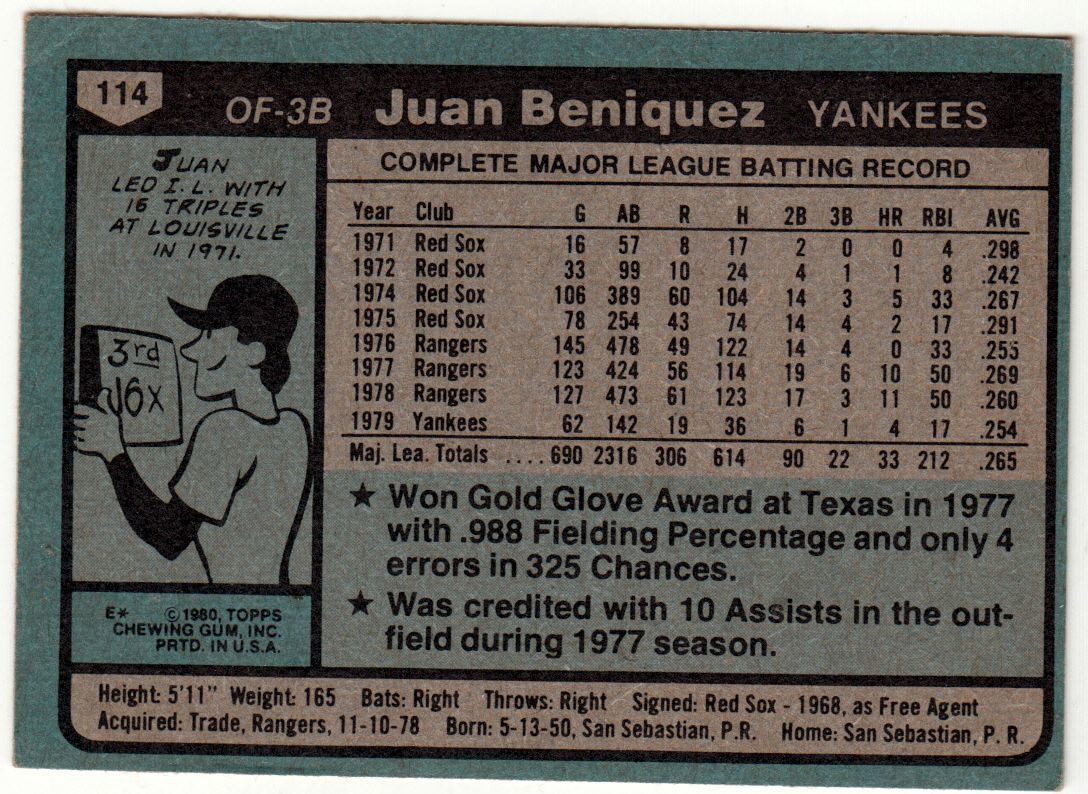 114 OF-3B Juan Beniquez YANKEES
JUAN
LED I.L. WITH
16 TRIPLES
AT LOUISVILLE
IN 1971.
3rd
16x
E* ©1980, TOPPS
CHEWING GUM, INC.
PRTD. IN U.S.A.
COMPLETE MAJOR LEAGUE BATTING RECORD
Year Club G AB R H 2B 3B HR RBI AVG
1971 Red Sox 16 57 8 17 2 0 0 4 .298
1972 Red Sox 33 99 10 24 4 1 1 8 .242
1974 Red Sox 106 389 60 104 14 3 5 33 .267
1975 Red Sox 78 254 43 74 14 4 2 17 .291
1976 Rangers 145 478 49 122 14 4 0 33 .255
1977 Rangers 123 424 56 114 19 6 10 50 .269
1978 Rangers 127 473 61 123 17 3 11 50 .260
1979 Yankees 62 142 19 36 6 1 4 17 .254
Maj. Lea. Totals ....690 2316 306 614 90 22 33 212 .265
★ Won Gold Glove Award at Texas in 1977
with .988 Fielding Percentage and only 4
errors in 325 Chances.
★ Was credited with 10 Assists in the out-
field during 1977 season.
Height: 5'11" Weight: 165 Bats: Right Throws: Right Signed: Red Sox - 1968, as Free Agent
Acquired: Trade, Rangers, 11-10-78 Born: 5-13-50, San Sebastian, P.R. Home: San Sebastian, P. R.